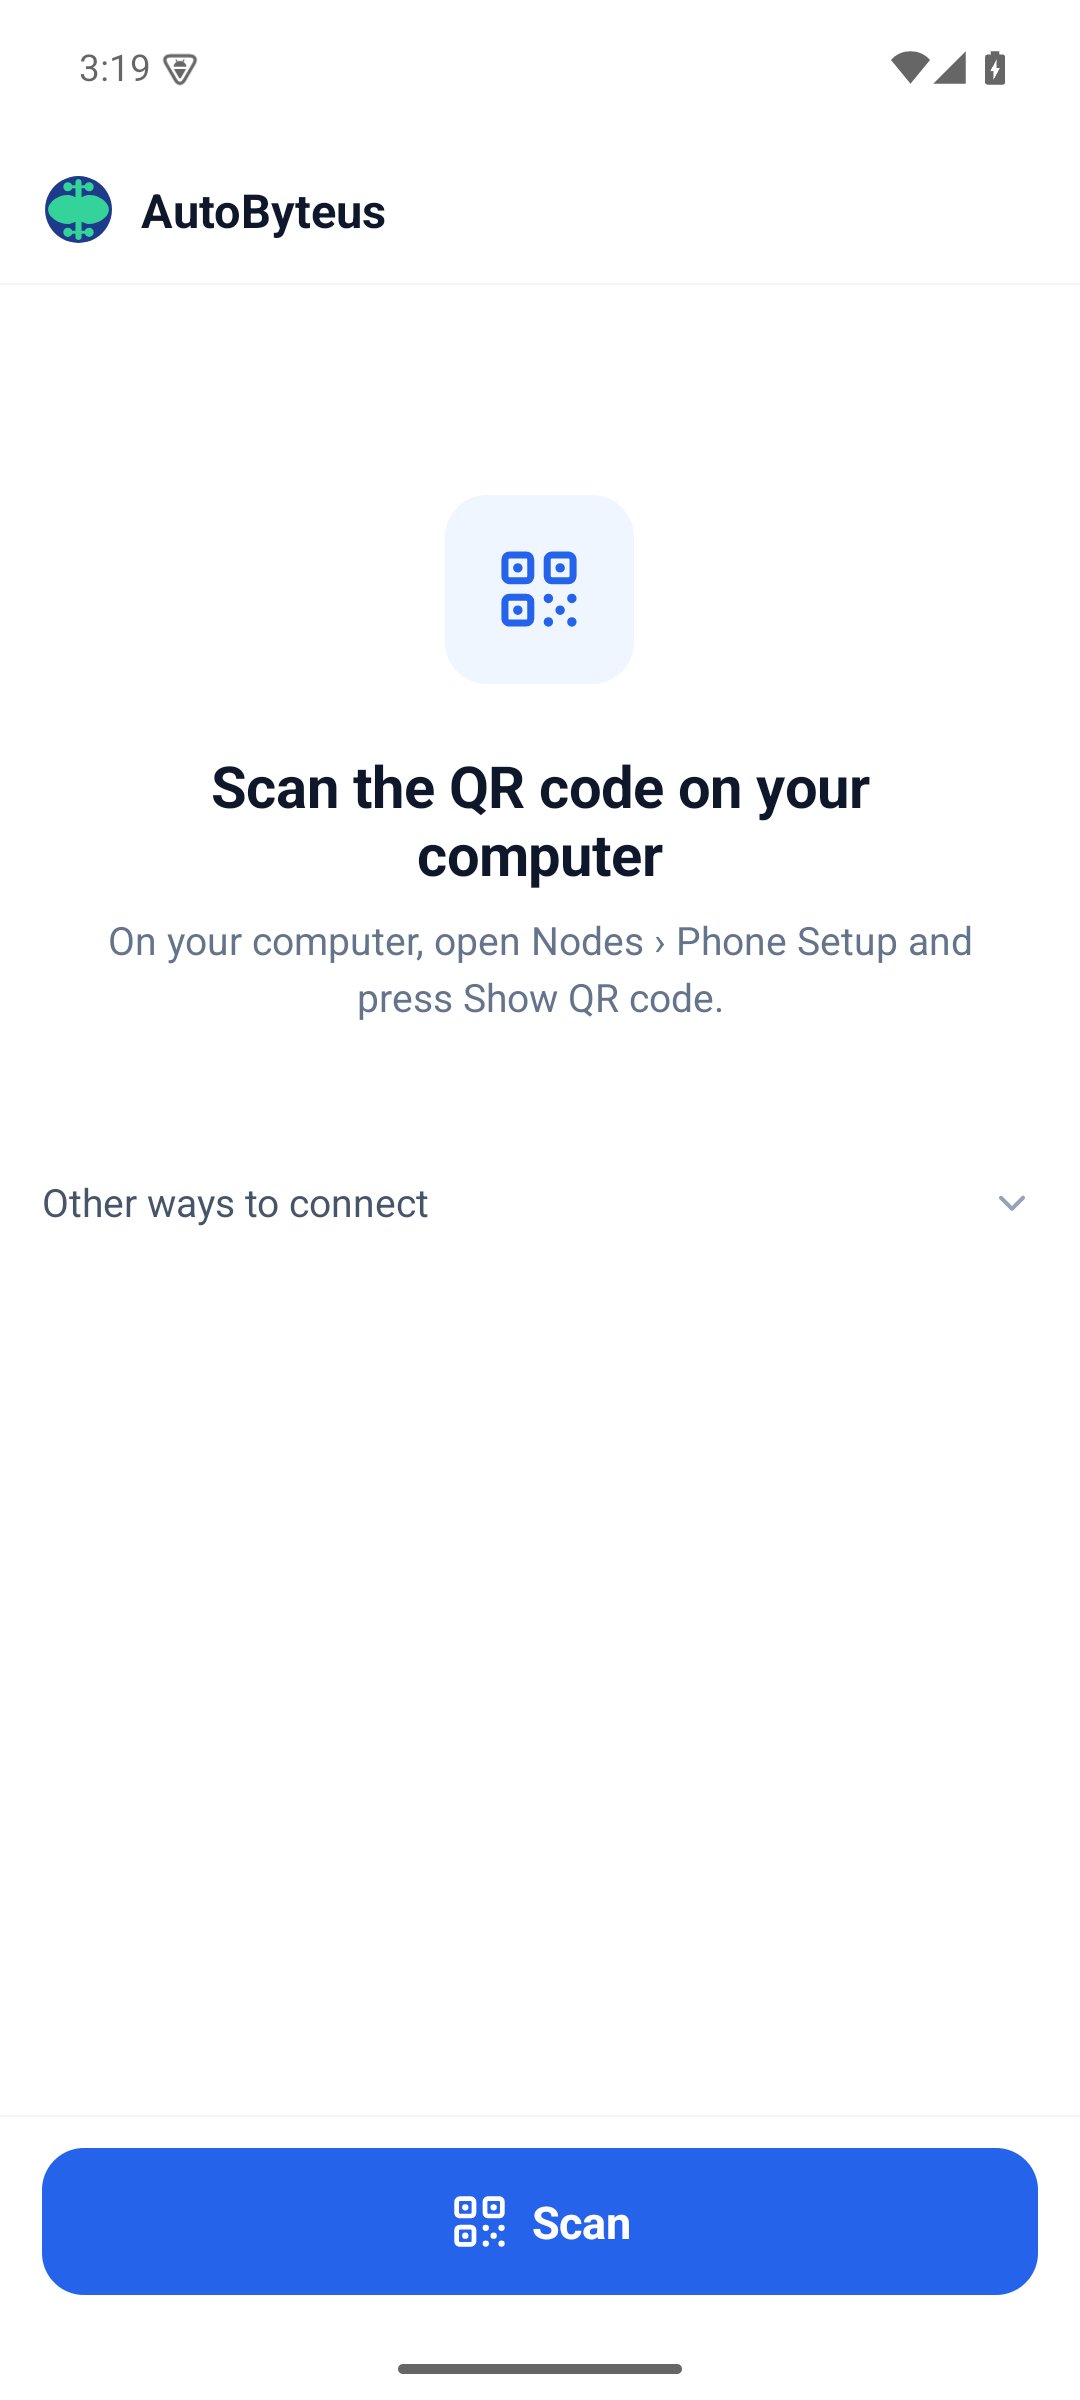 3:19
AutoByteus
Scan the QR code on your
computer
On your computer, open Nodes › Phone Setup and
press Show QR code.
Other ways to connect
Scan